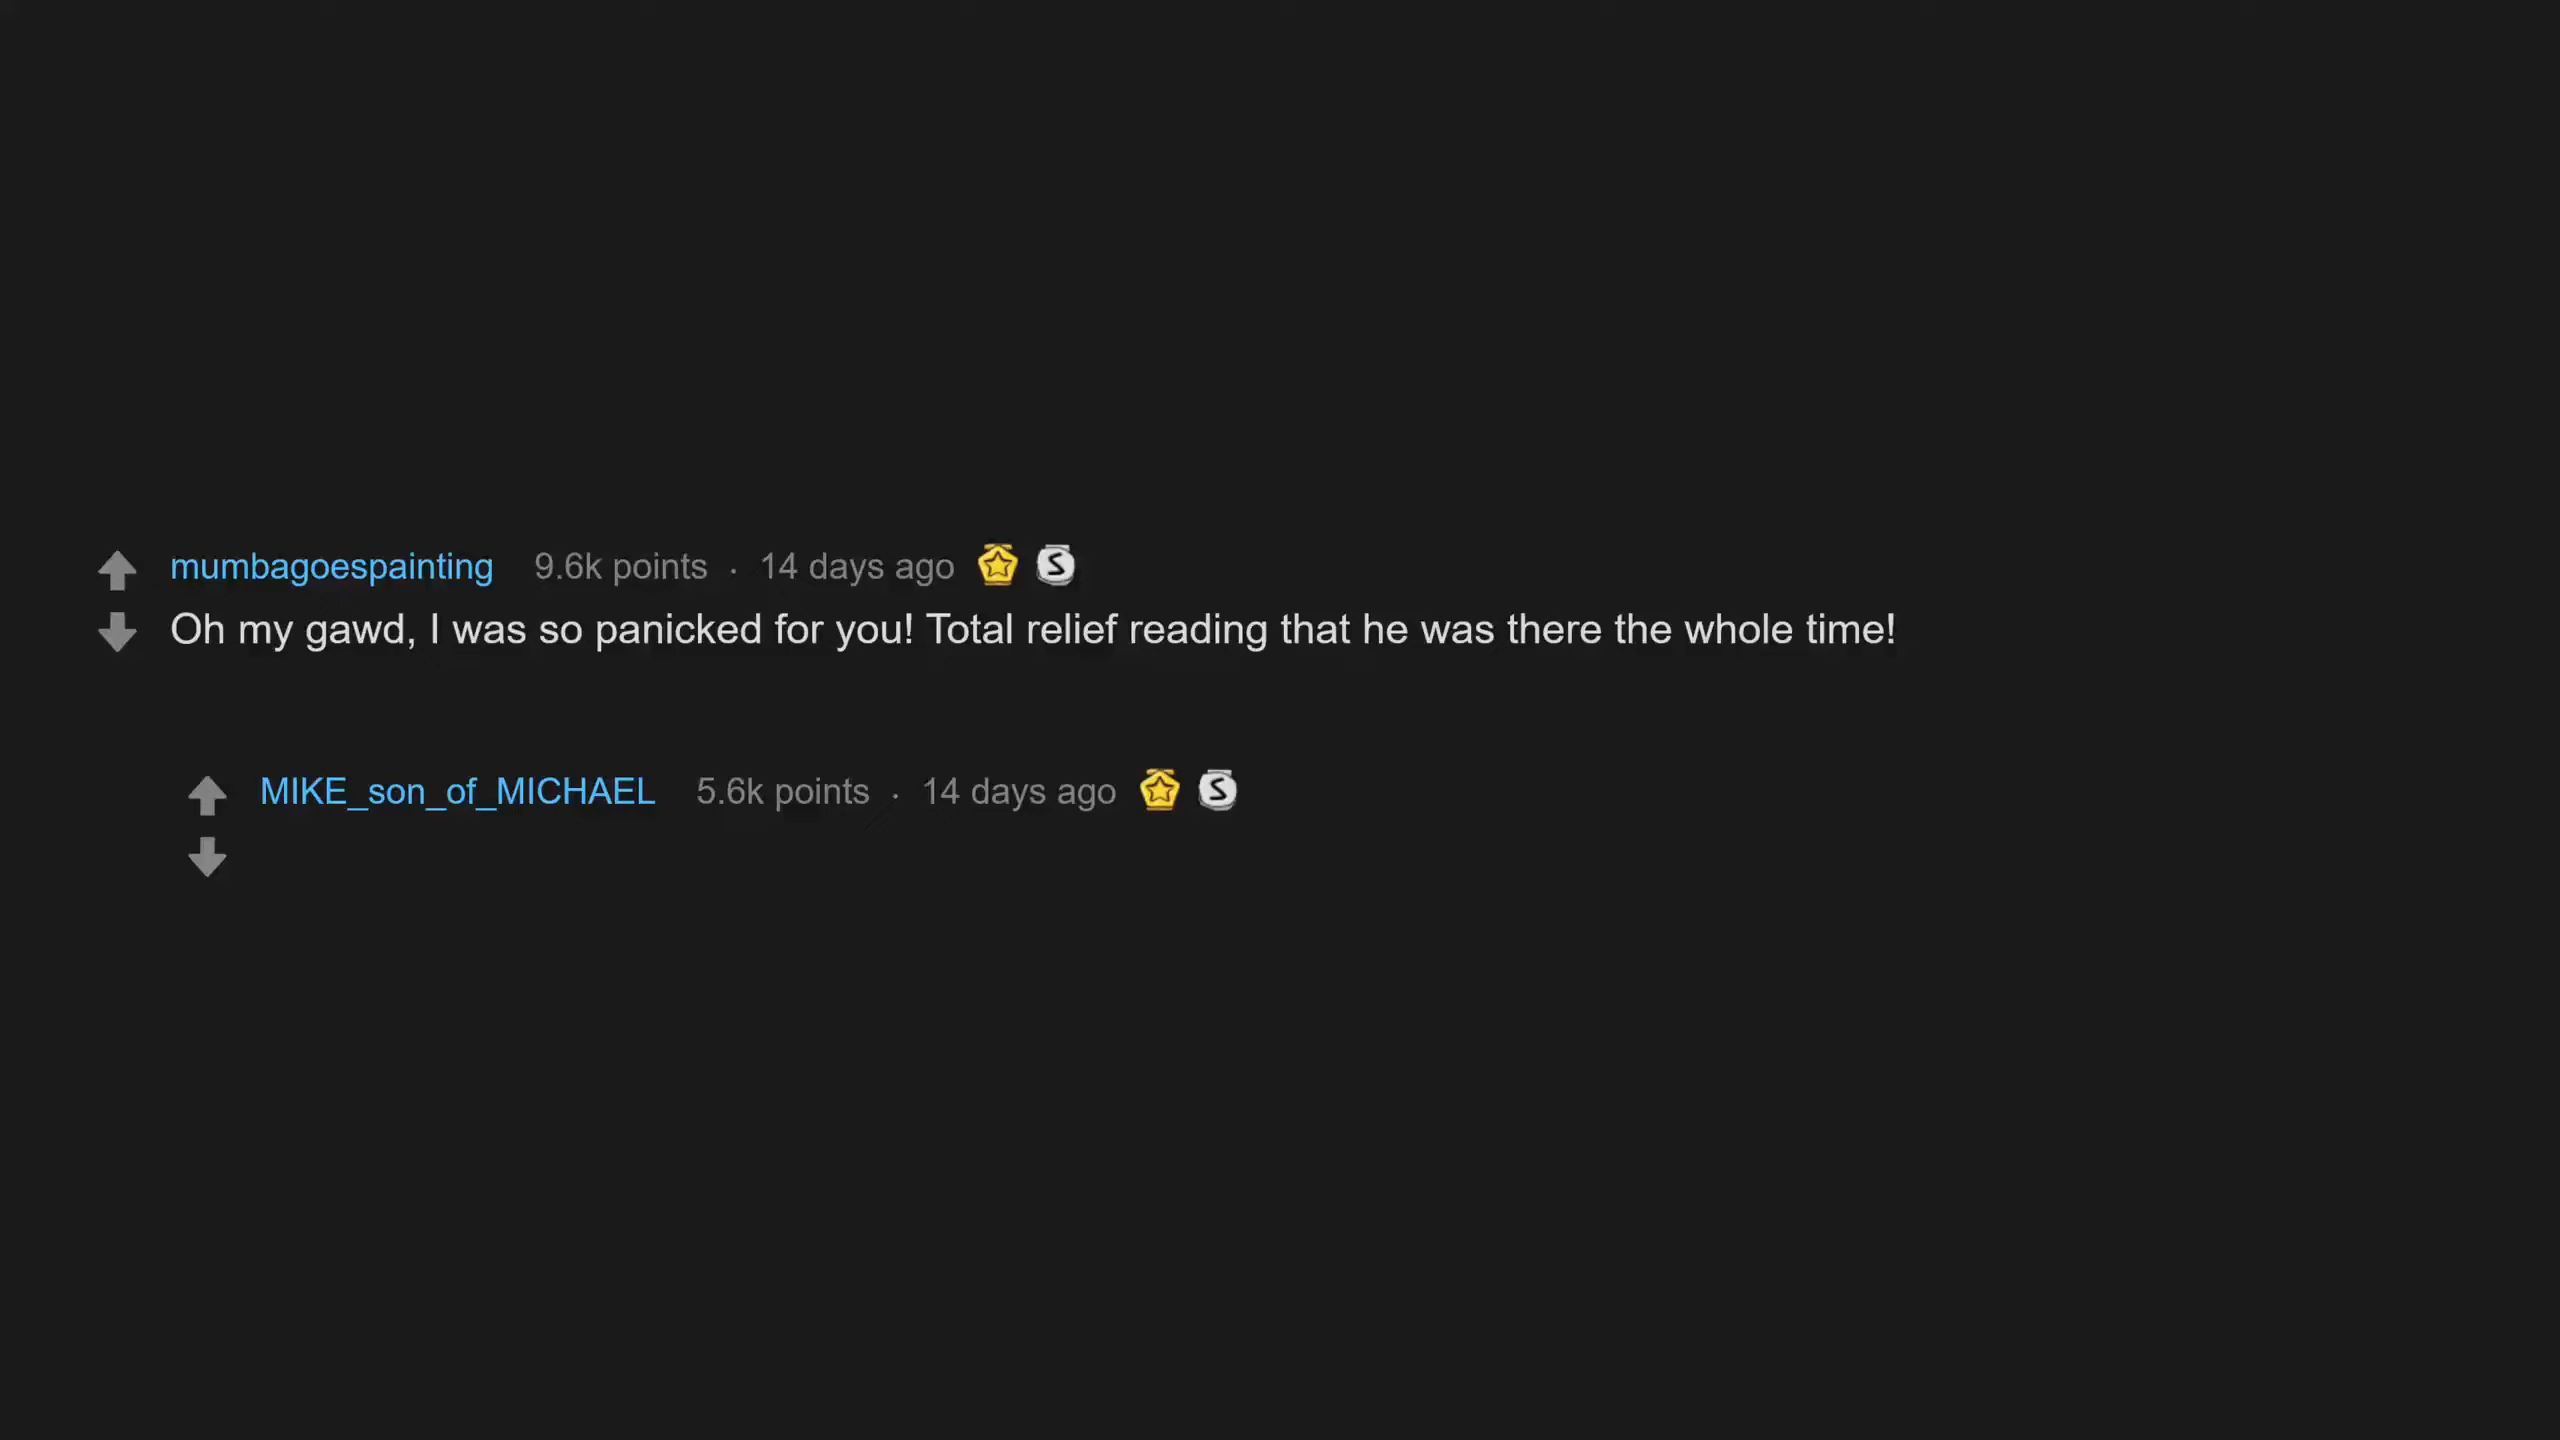 mumbagoespainting 9.6k points · 14 days ago S
Oh my gawd, I was so panicked for you! Total relief reading that he was there the whole time!
MIKE_son_of_MICHAEL 5.6k points · 14 days ago S